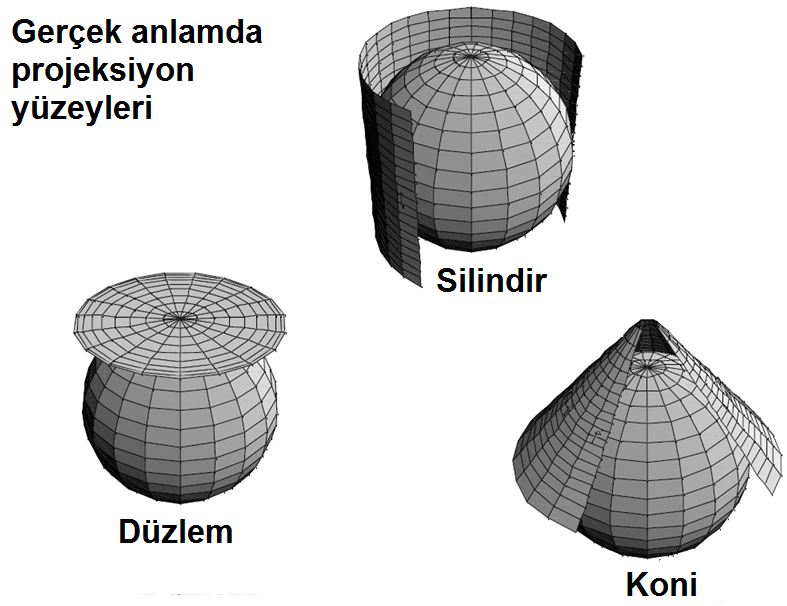 Gerçek anlamda
projeksiyon
yüzeyleri
Silindir
Düzlem
Koni